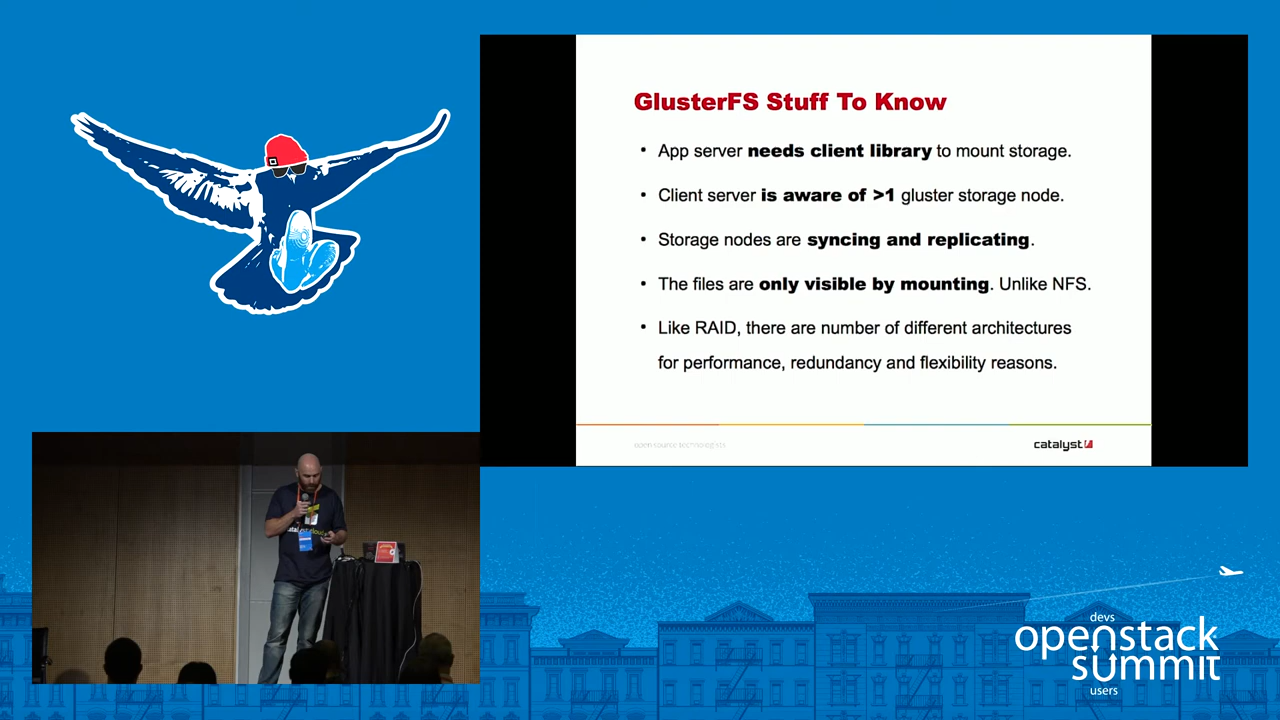 GlusterFS Stuff To Know
• App server needs client library to mount storage.
• Client server is aware of >1 gluster storage node.
• Storage nodes are syncing and replicating.
• The files are only visible by mounting. Unlike NFS.
• Like RAID, there are number of different architectures
for performance, redundancy and flexibility reasons.
open source technologists
catalyst
devs
openstack
summit
users